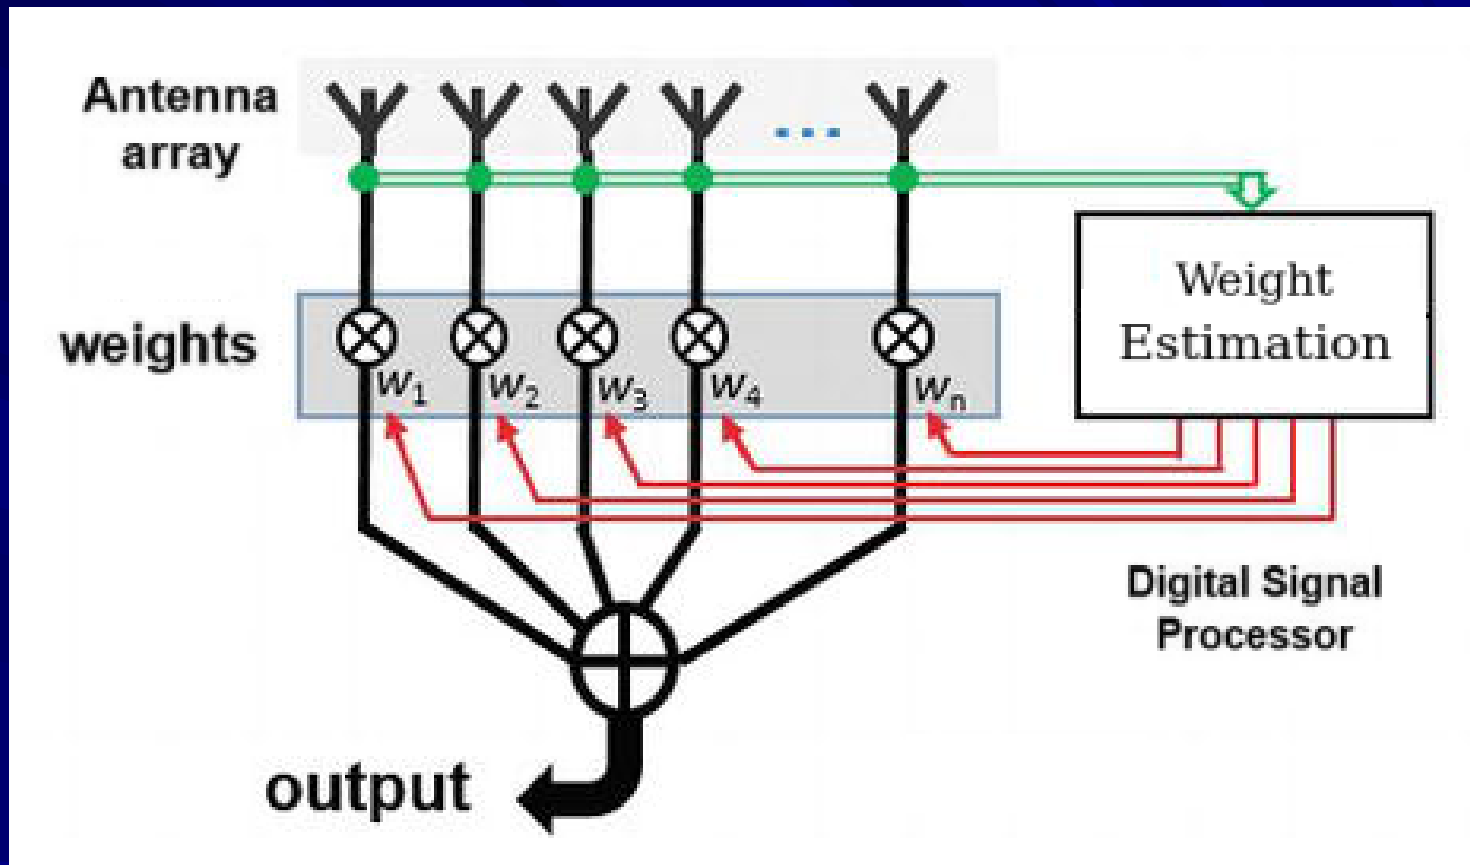 Antenna
array
...
weights
w1 w2 w3 w4 wn
Weight
Estimation
Digital Signal
Processor
output